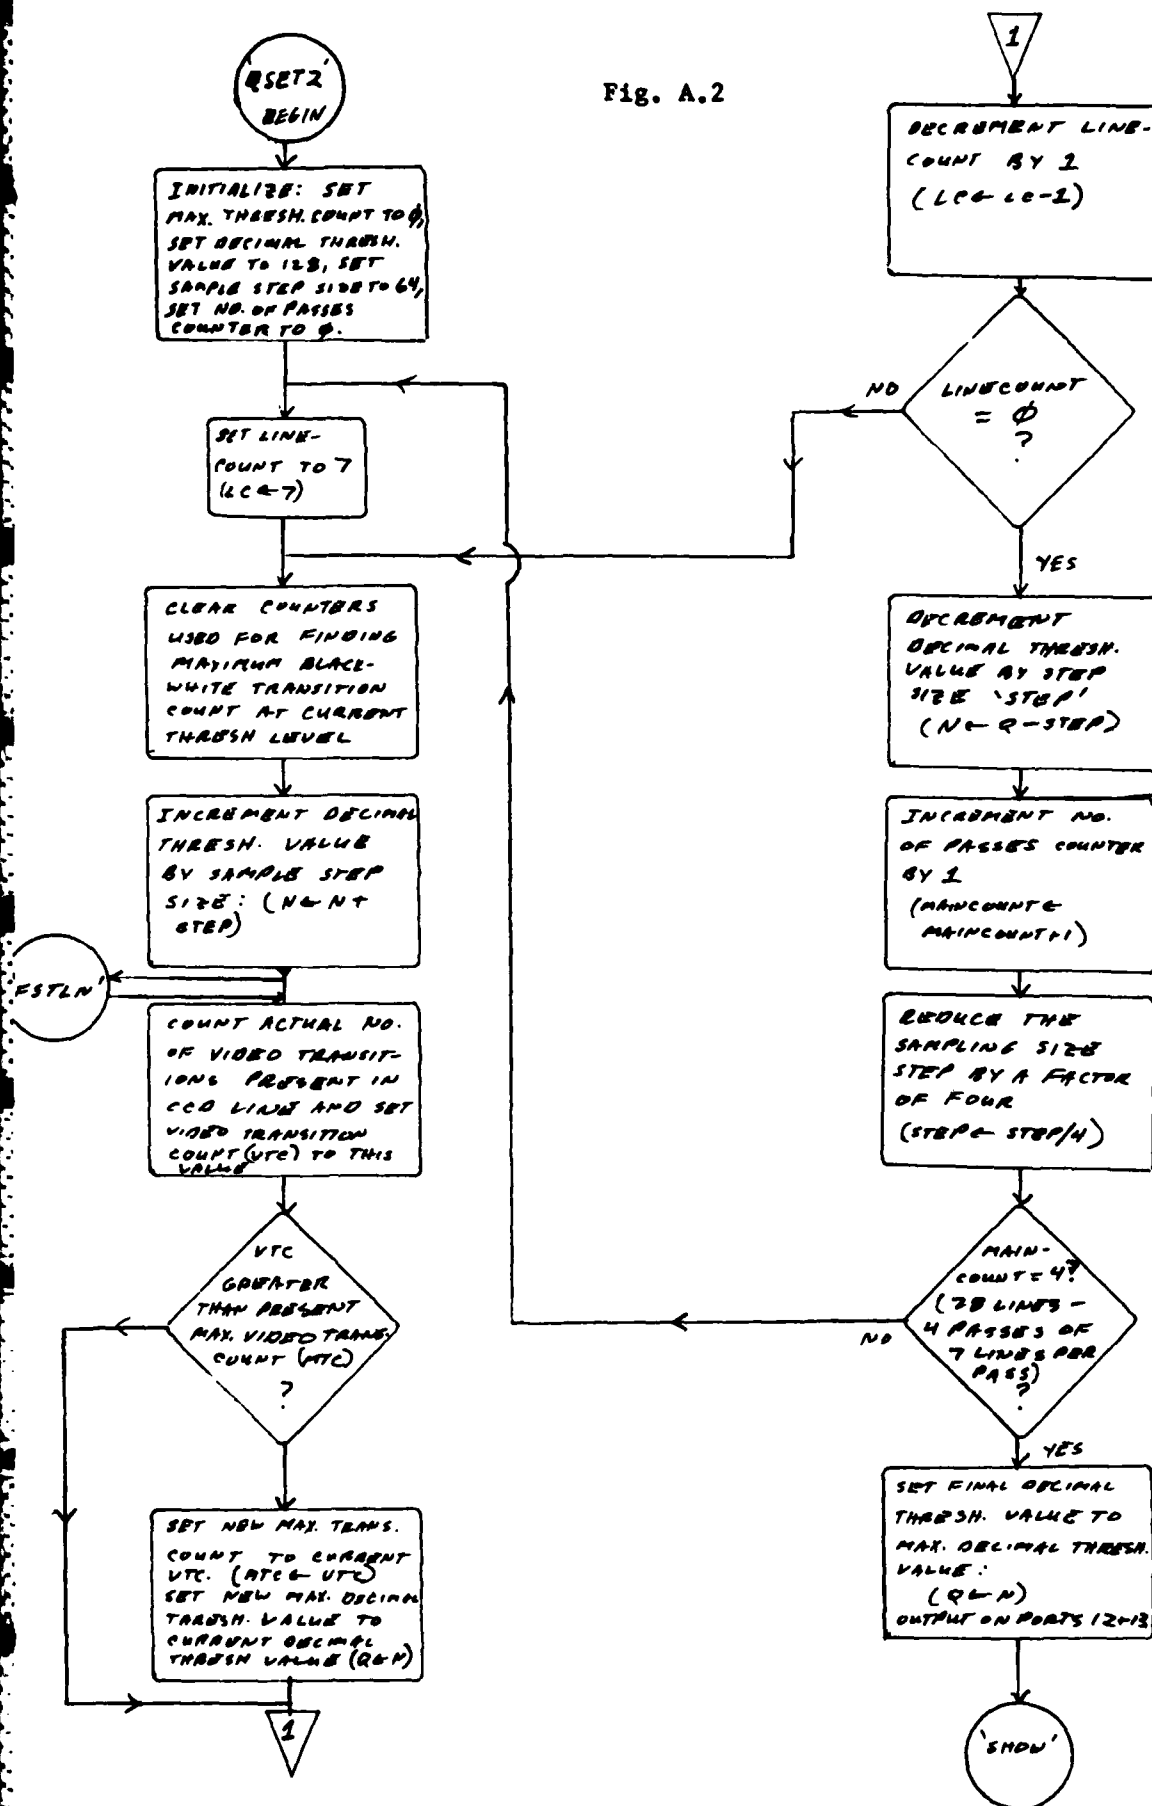 'QSET2'
BEGIN
Fig. A.2
INITIALIZE: SET
MAX. THRESH. COUNT TO Ø,
SET DECIMAL THRESH.
VALUE TO 128, SET
SAMPLE STEP SIZE TO 64,
SET NO. OF PASSES
COUNTER TO Ø.
SET LINE-
COUNT TO 7
(LC←7)
CLEAR COUNTERS
USED FOR FINDING
MAXIMUM BLACK-
WHITE TRANSITION
COUNT AT CURRENT
THRESH LEVEL
INCREMENT DECIMAL
THRESH. VALUE
BY SAMPLE STEP
SIZE: (N←N+
STEP)
FSTLN'
COUNT ACTUAL NO.
OF VIDEO TRANSIT-
IONS PRESENT IN
CCD LINE AND SET
VIDEO TRANSITION
COUNT (VTC) TO THIS
VALUE
VTC
GREATER
THAN PRESENT
MAX. VIDEO TRANS.
COUNT (MTC)
?
SET NEW MAX. TRANS.
COUNT TO CURRENT
VTC. (MTC←VTC)
SET NEW MAX. DECIMAL
THRESH. VALUE TO
CURRENT DECIMAL
THRESH VALUE (Q←N)
1
1
DECREMENT LINE-
COUNT BY 1
(LC←LC-1)
LINECOUNT
= Ø
?
NO
YES
DECREMENT
DECIMAL THRESH.
VALUE BY STEP
SIZE 'STEP'
(N←Q-STEP)
INCREMENT NO.
OF PASSES COUNTER
BY 1
(MAINCOUNT←
MAINCOUNT+1)
REDUCE THE
SAMPLING SIZE
STEP BY A FACTOR
OF FOUR
(STEP←STEP/4)
MAIN-
COUNT = 4?
(28 LINES -
4 PASSES OF
7 LINES PER
PASS)
?
NO
YES
SET FINAL DECIMAL
THRESH. VALUE TO
MAX. DECIMAL THRESH.
VALUE:
(Q←N)
OUTPUT ON PORTS 12+13
'SHOW'